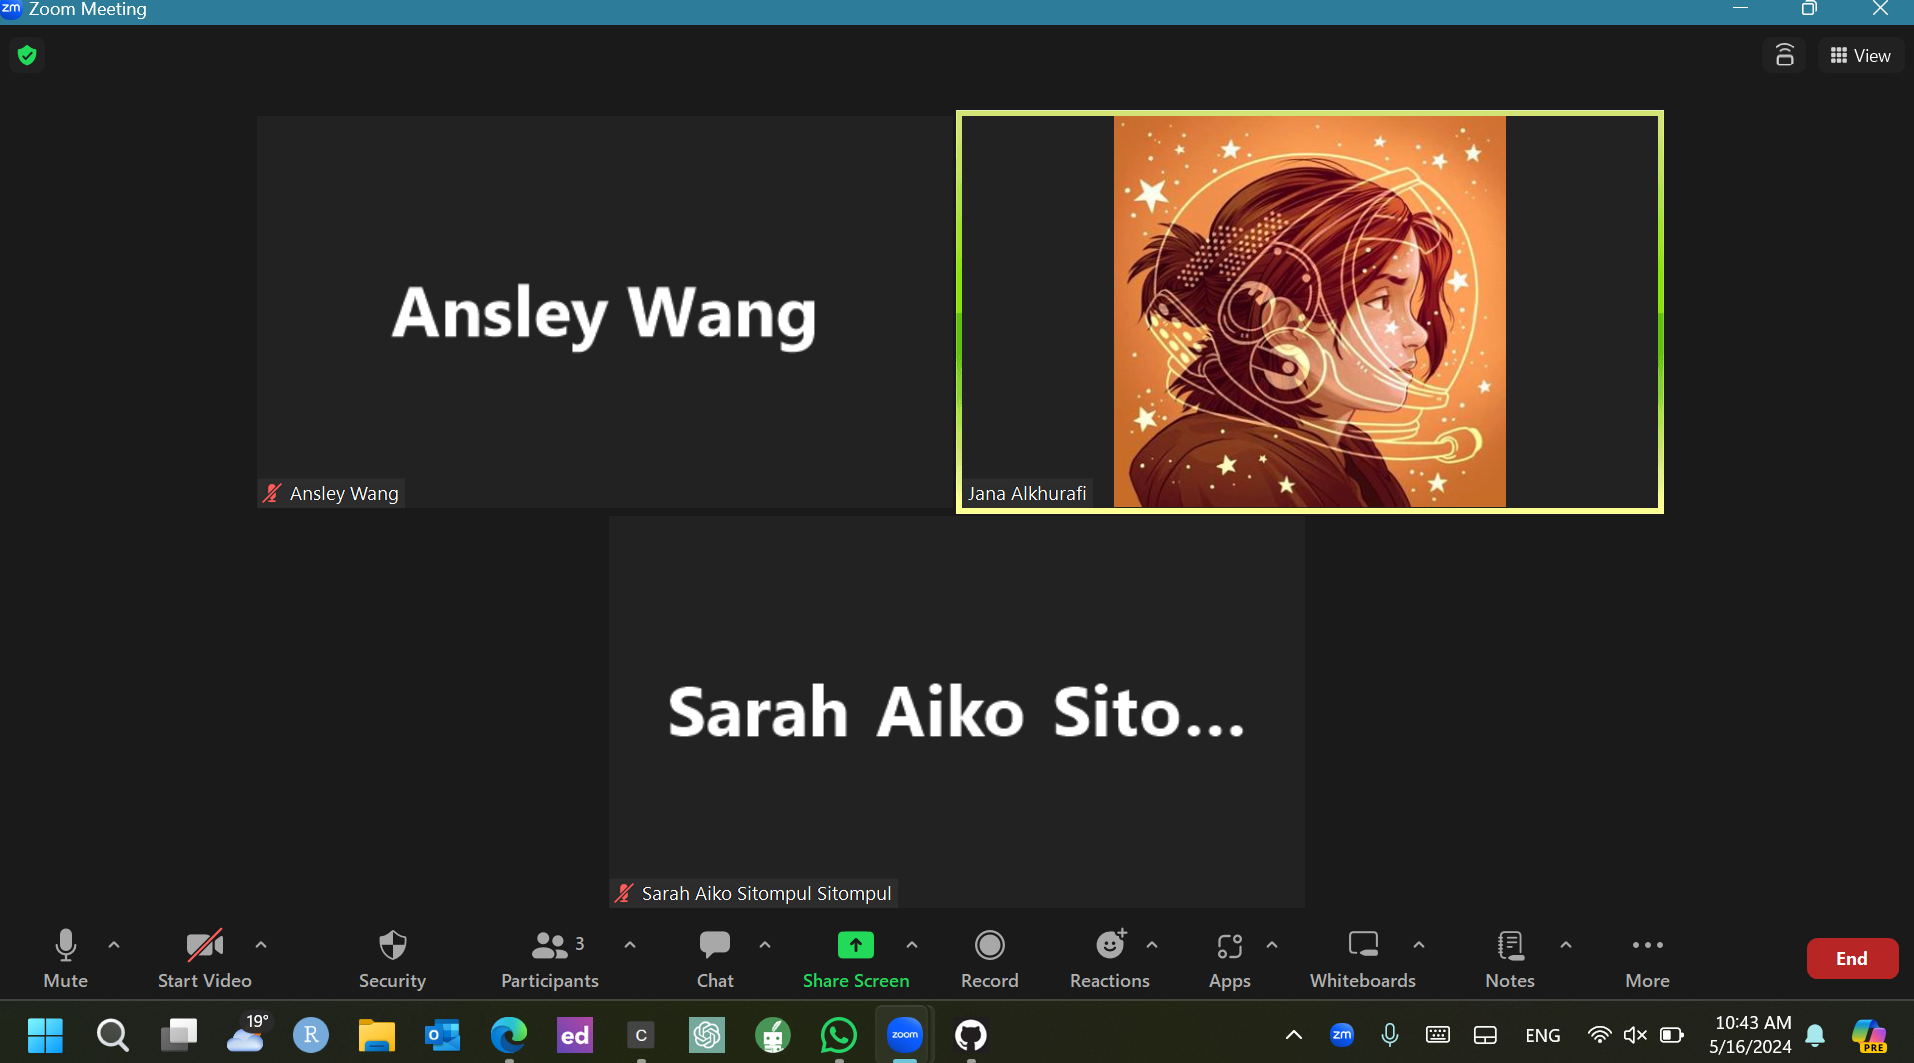 zm Zoom Meeting
View
Ansley Wang
Ansley Wang
Jana Alkhurafi
Sarah Aiko Sito...
Sarah Aiko Sitompul Sitompul
Mute
Start Video
Security
Participants 3
Chat
Share Screen
Record
Reactions
Apps
Whiteboards
Notes
More
End
19°
R
o
ed
C
zoom
zm
ENG
10:43 AM
5/16/2024
PRE